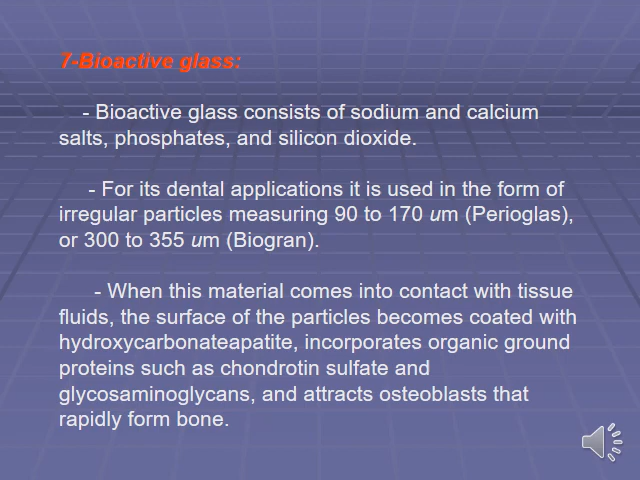 7-Bioactive glass:
- Bioactive glass consists of sodium and calcium
salts, phosphates, and silicon dioxide.
- For its dental applications it is used in the form of
irregular particles measuring 90 to 170 um (Perioglas),
or 300 to 355 um (Biogran).
- When this material comes into contact with tissue
fluids, the surface of the particles becomes coated with
hydroxycarbonateapatite, incorporates organic ground
proteins such as chondrotin sulfate and
glycosaminoglycans, and attracts osteoblasts that
rapidly form bone.